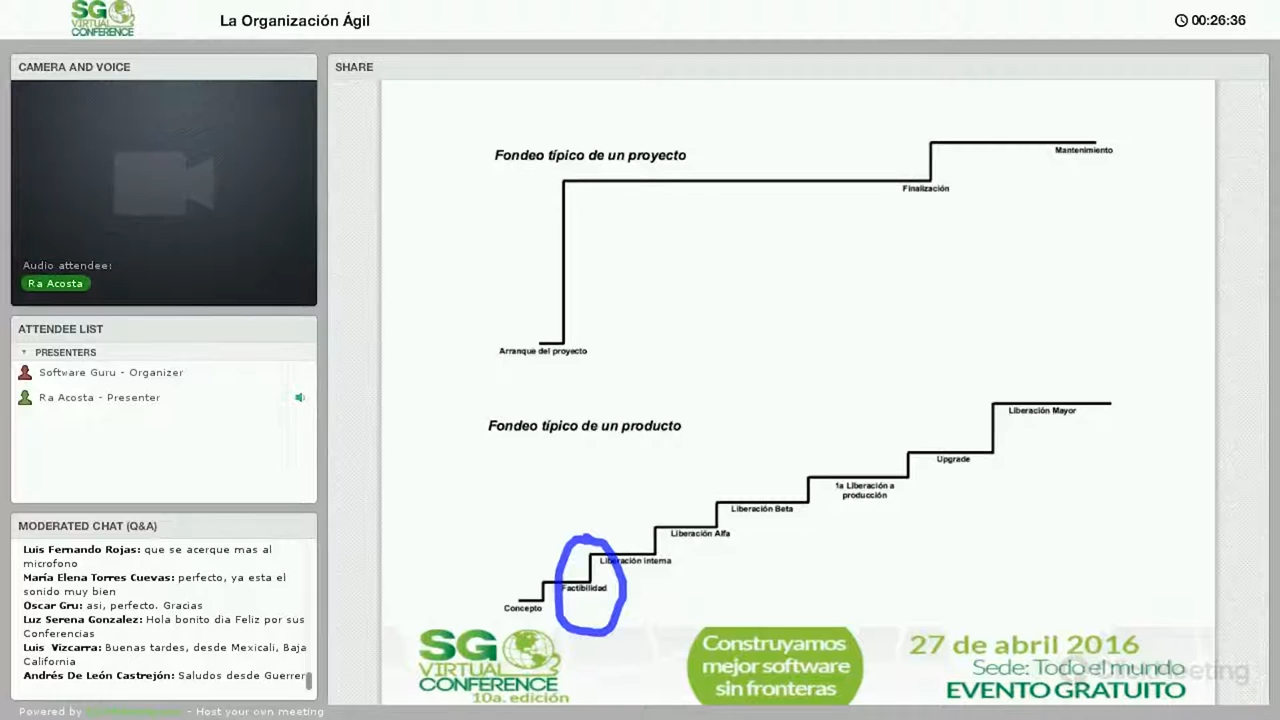 SG
VIRTUAL
CONFERENCE
La Organización Ágil
00:26:36
CAMERA AND VOICE
Audio attendee:
Ra Acosta
ATTENDEE LIST
PRESENTERS
Software Guru - Organizer
Ra Acosta - Presenter
MODERATED CHAT (Q&A)
Luis Fernando Rojas: que se acerque mas al
microfono
María Elena Torres Cuevas: perfecto, ya esta el
sonido muy bien
Oscar Gru: asi, perfecto. Gracias
Luz Serena Gonzalez: Hola bonito dia Feliz por sus
Conferencias
Luis Vizcarra: Buenas tardes, desde Mexicali, Baja
California
Andrés De León Castrejón: Saludos desde Guerrer
Powered by - Host your own meeting
SHARE
Fondeo típico de un proyecto
Mantenimiento
Finalización
Arranque del proyecto
Fondeo típico de un producto
Liberación Mayor
Upgrade
1a Liberación a
producción
Liberación Beta
Liberación Alfa
Liberación interna
Factibilidad
Concepto
SG
VIRTUAL
CONFERENCE
10a. edición
Construyamos
mejor software
sin fronteras
27 de abril 2016
Sede: Todo el mundo
EVENTO GRATUITO
ClickMeeting